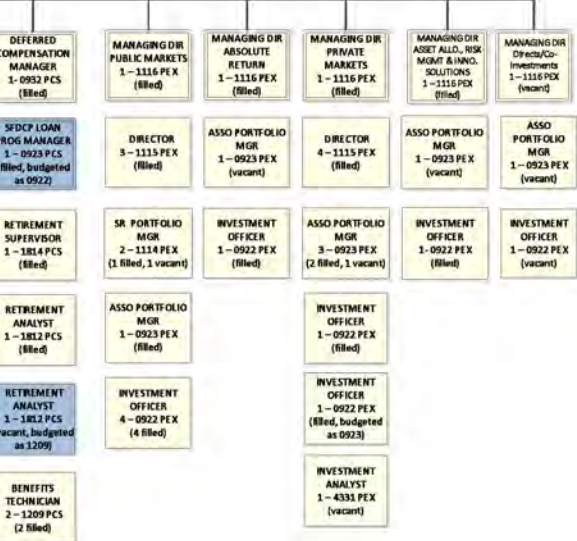 DEFERRED
COMPENSATION
MANAGER
1- 0932 PCS
(filled)
SFDCP LOAN
PROG MANAGER
1 – 0923 PCS
(filled, budgeted
as 0922)
RETIREMENT
SUPERVISOR
1 – 1814 PCS
(filled)
RETIREMENT
ANALYST
1 – 1812 PCS
(filled)
RETIREMENT
ANALYST
1 – 1812 PCS
(vacant, budgeted
as 1209)
BENEFITS
TECHNICIAN
2 – 1209 PCS
(2 filled)
MANAGING DIR
PUBLIC MARKETS
1 – 1116 PEX
(filled)
DIRECTOR
3 – 1115 PEX
(filled)
SR PORTFOLIO
MGR
2 – 1114 PEX
(1 filled, 1 vacant)
ASSO PORTFOLIO
MGR
1 – 0923 PEX
(filled)
INVESTMENT
OFFICER
4 – 0922 PEX
(4 filled)
MANAGING DIR
ABSOLUTE
RETURN
1 – 1116 PEX
(filled)
ASSO PORTFOLIO
MGR
1 – 0923 PEX
(vacant)
INVESTMENT
OFFICER
1 – 0922 PEX
(filled)
MANAGING DIR
PRIVATE
MARKETS
1 – 1116 PEX
(filled)
DIRECTOR
4 – 1115 PEX
(filled)
ASSO PORTFOLIO
MGR
3 – 0923 PEX
(2 filled, 1 vacant)
INVESTMENT
OFFICER
1 – 0922 PEX
(filled)
INVESTMENT
OFFICER
1 – 0922 PEX
(filled, budgeted
as 0923)
INVESTMENT
ANALYST
1 – 4331 PEX
(vacant)
MANAGING DIR
ASSET ALLO., RISK
MGMT & INNO.
SOLUTIONS
1 – 1116 PEX
(filled)
ASSO PORTFOLIO
MGR
1 – 0923 PEX
(vacant)
INVESTMENT
OFFICER
1- 0922 PEX
(filled)
MANAGING DIR
Directs/Co-
Investments
1 – 1116 PEX
(vacant)
ASSO
PORTFOLIO
MGR
1 – 0923 PEX
(vacant)
INVESTMENT
OFFICER
1 – 0922 PEX
(vacant)